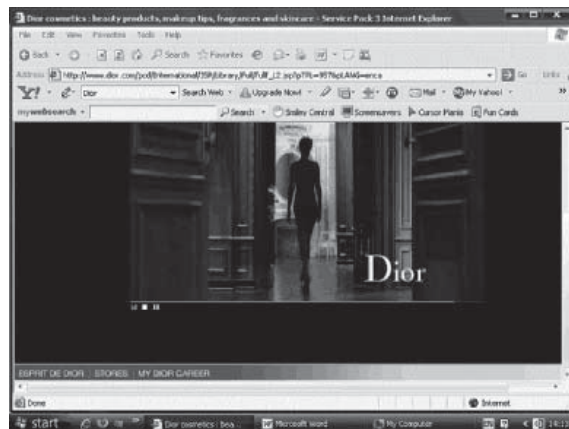 Dior cosmetics : beauty products, makeup tips, fragrances and skincare - Service Pack 3 Internet Explorer
File Edit View Favorites Tools Help
Back Search Favorites
Address Go Links
Y! Dior Search Web Upgrade Now! Mail My Yahoo!
mywebsearch Search Smiley Central Screensavers Cursor Mania Fun Cards
Dior
ESPRIT DE DIOR | STORES | MY DIOR CAREER
Done Internet
start Dior cosmetics : bea... Microsoft Word My Computer